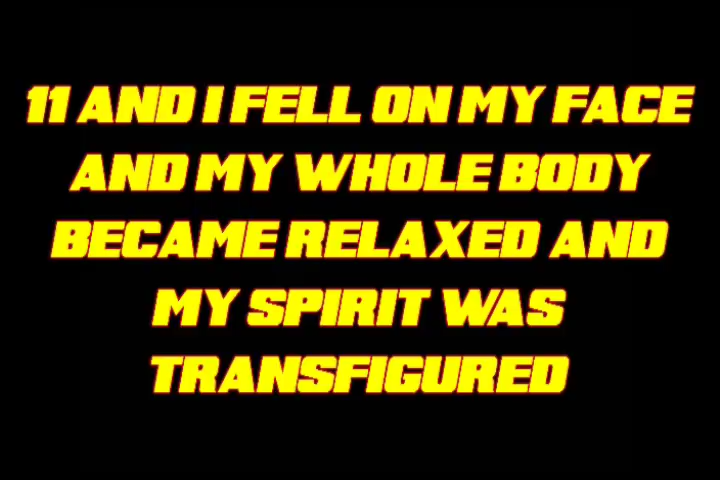 11 AND I FELL ON MY FACE
AND MY WHOLE BODY
BECAME RELAXED AND
MY SPIRIT WAS
TRANSFIGURED